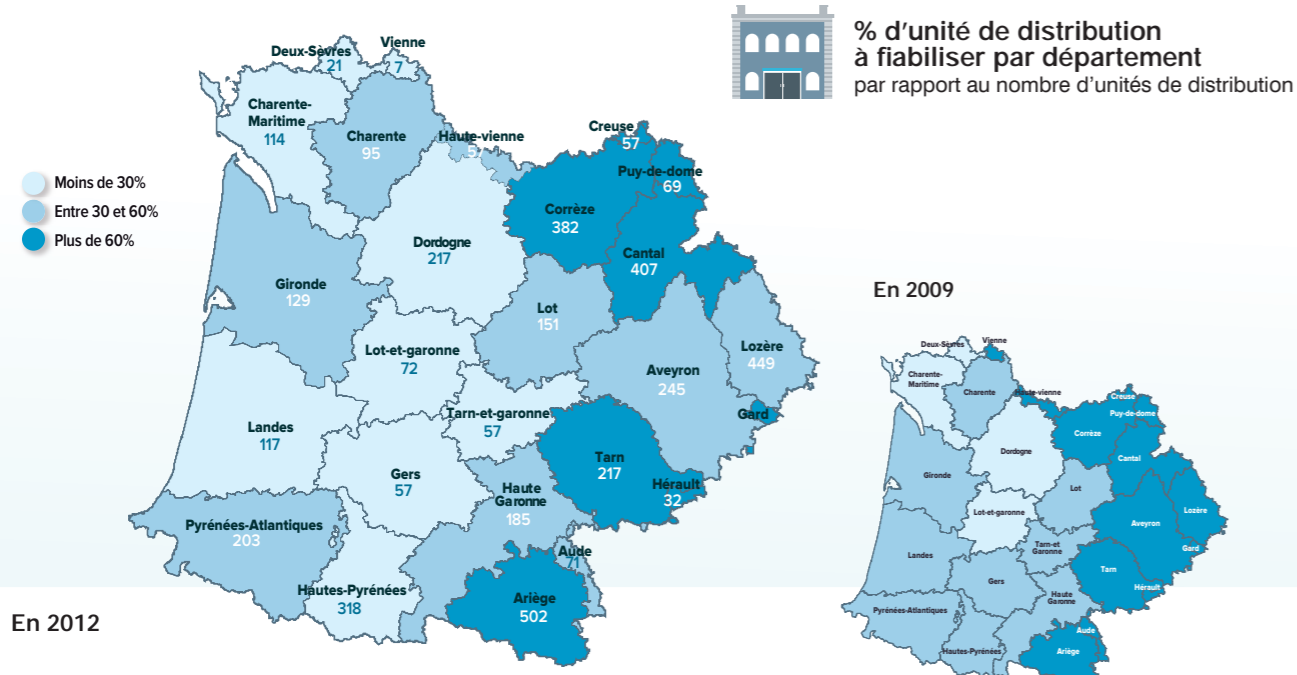 % d'unité de distribution
à fiabiliser par département
par rapport au nombre d'unités de distribution
Moins de 30%
Entre 30 et 60%
Plus de 60%
Deux-Sèvres
21
Vienne
7
Charente-
Maritime
114
Charente
95
Haute-vienne
Creuse
57
Puy-de-dome
69
Corrèze
382
Cantal
407
Dordogne
217
Gironde
129
Lot
151
Lozère
449
Aveyron
245
Lot-et-garonne
72
Gard
Tarn-et-garonne
57
Landes
117
Tarn
217
Gers
57
Hérault
32
Haute
Garonne
185
Pyrénées-Atlantiques
203
Aude
71
Hautes-Pyrénées
318
Ariège
502
En 2012
En 2009
Deux-Sèvres
Vienne
Charente-
Maritime
Charente
Haute-vienne
Creuse
Puy-de-dome
Corrèze
Cantal
Dordogne
Gironde
Lot
Lozère
Lot-et-garonne
Aveyron
Tarn-et
Garonne
Gard
Landes
Tarn
Gers
Hérault
Haute
Garonne
Pyrénées-Atlantiques
Aude
Hautes-Pyrénées
Ariège